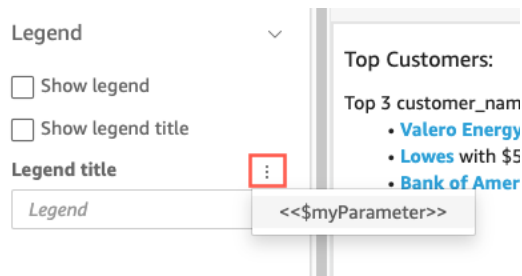 Legend
Show legend
Show legend title
Legend title
Legend
<<$myParameter>>
Top Customers:
Top 3 customer_nam
• Valero Energy
• Lowes with $5
• Bank of Amer